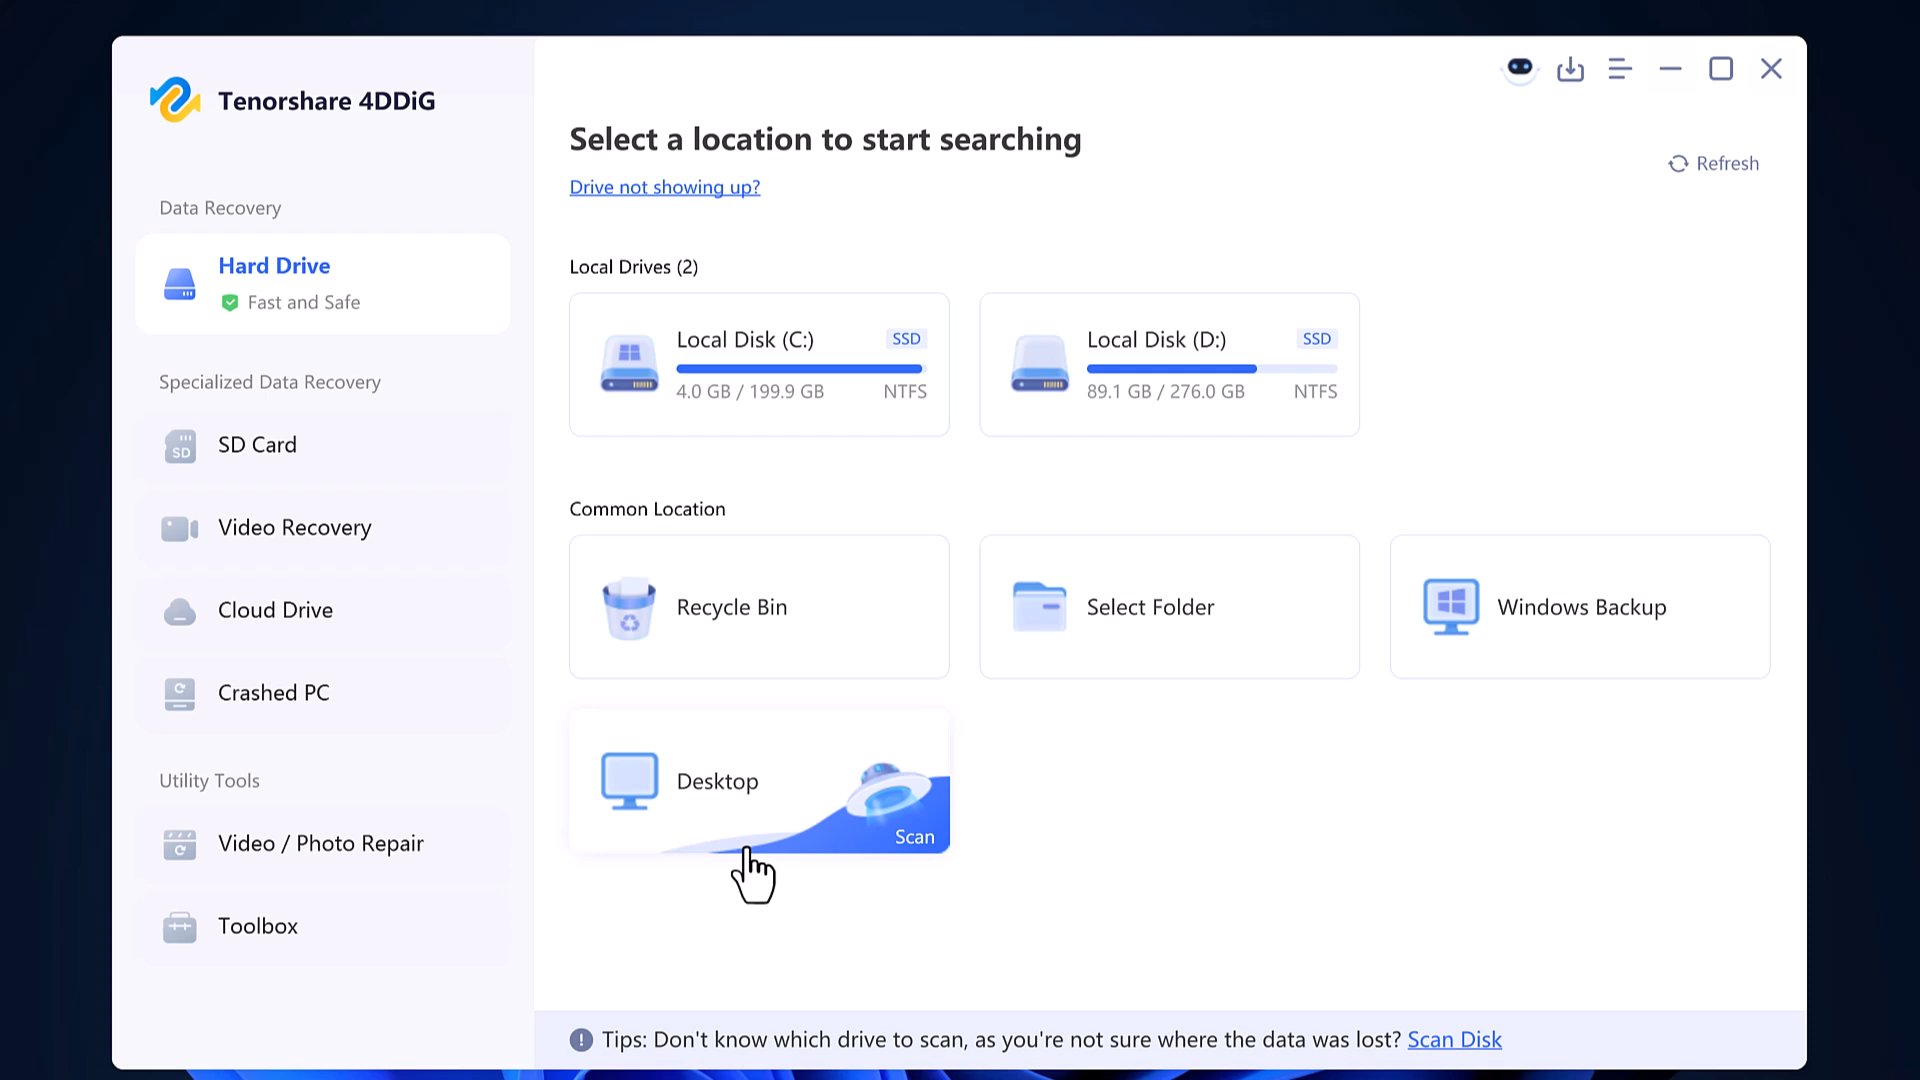 Tenorshare 4DDiG
Data Recovery
Hard Drive
Fast and Safe
Specialized Data Recovery
SD
SD Card
Video Recovery
Cloud Drive
Crashed PC
Utility Tools
Video / Photo Repair
Toolbox
Select a location to start searching
Drive not showing up?
Refresh
Local Drives (2)
Local Disk (C:) SSD
4.0 GB / 199.9 GB NTFS
Local Disk (D:) SSD
89.1 GB / 276.0 GB NTFS
Common Location
Recycle Bin
Select Folder
Windows Backup
Desktop
Scan
Tips: Don't know which drive to scan, as you're not sure where the data was lost? Scan Disk